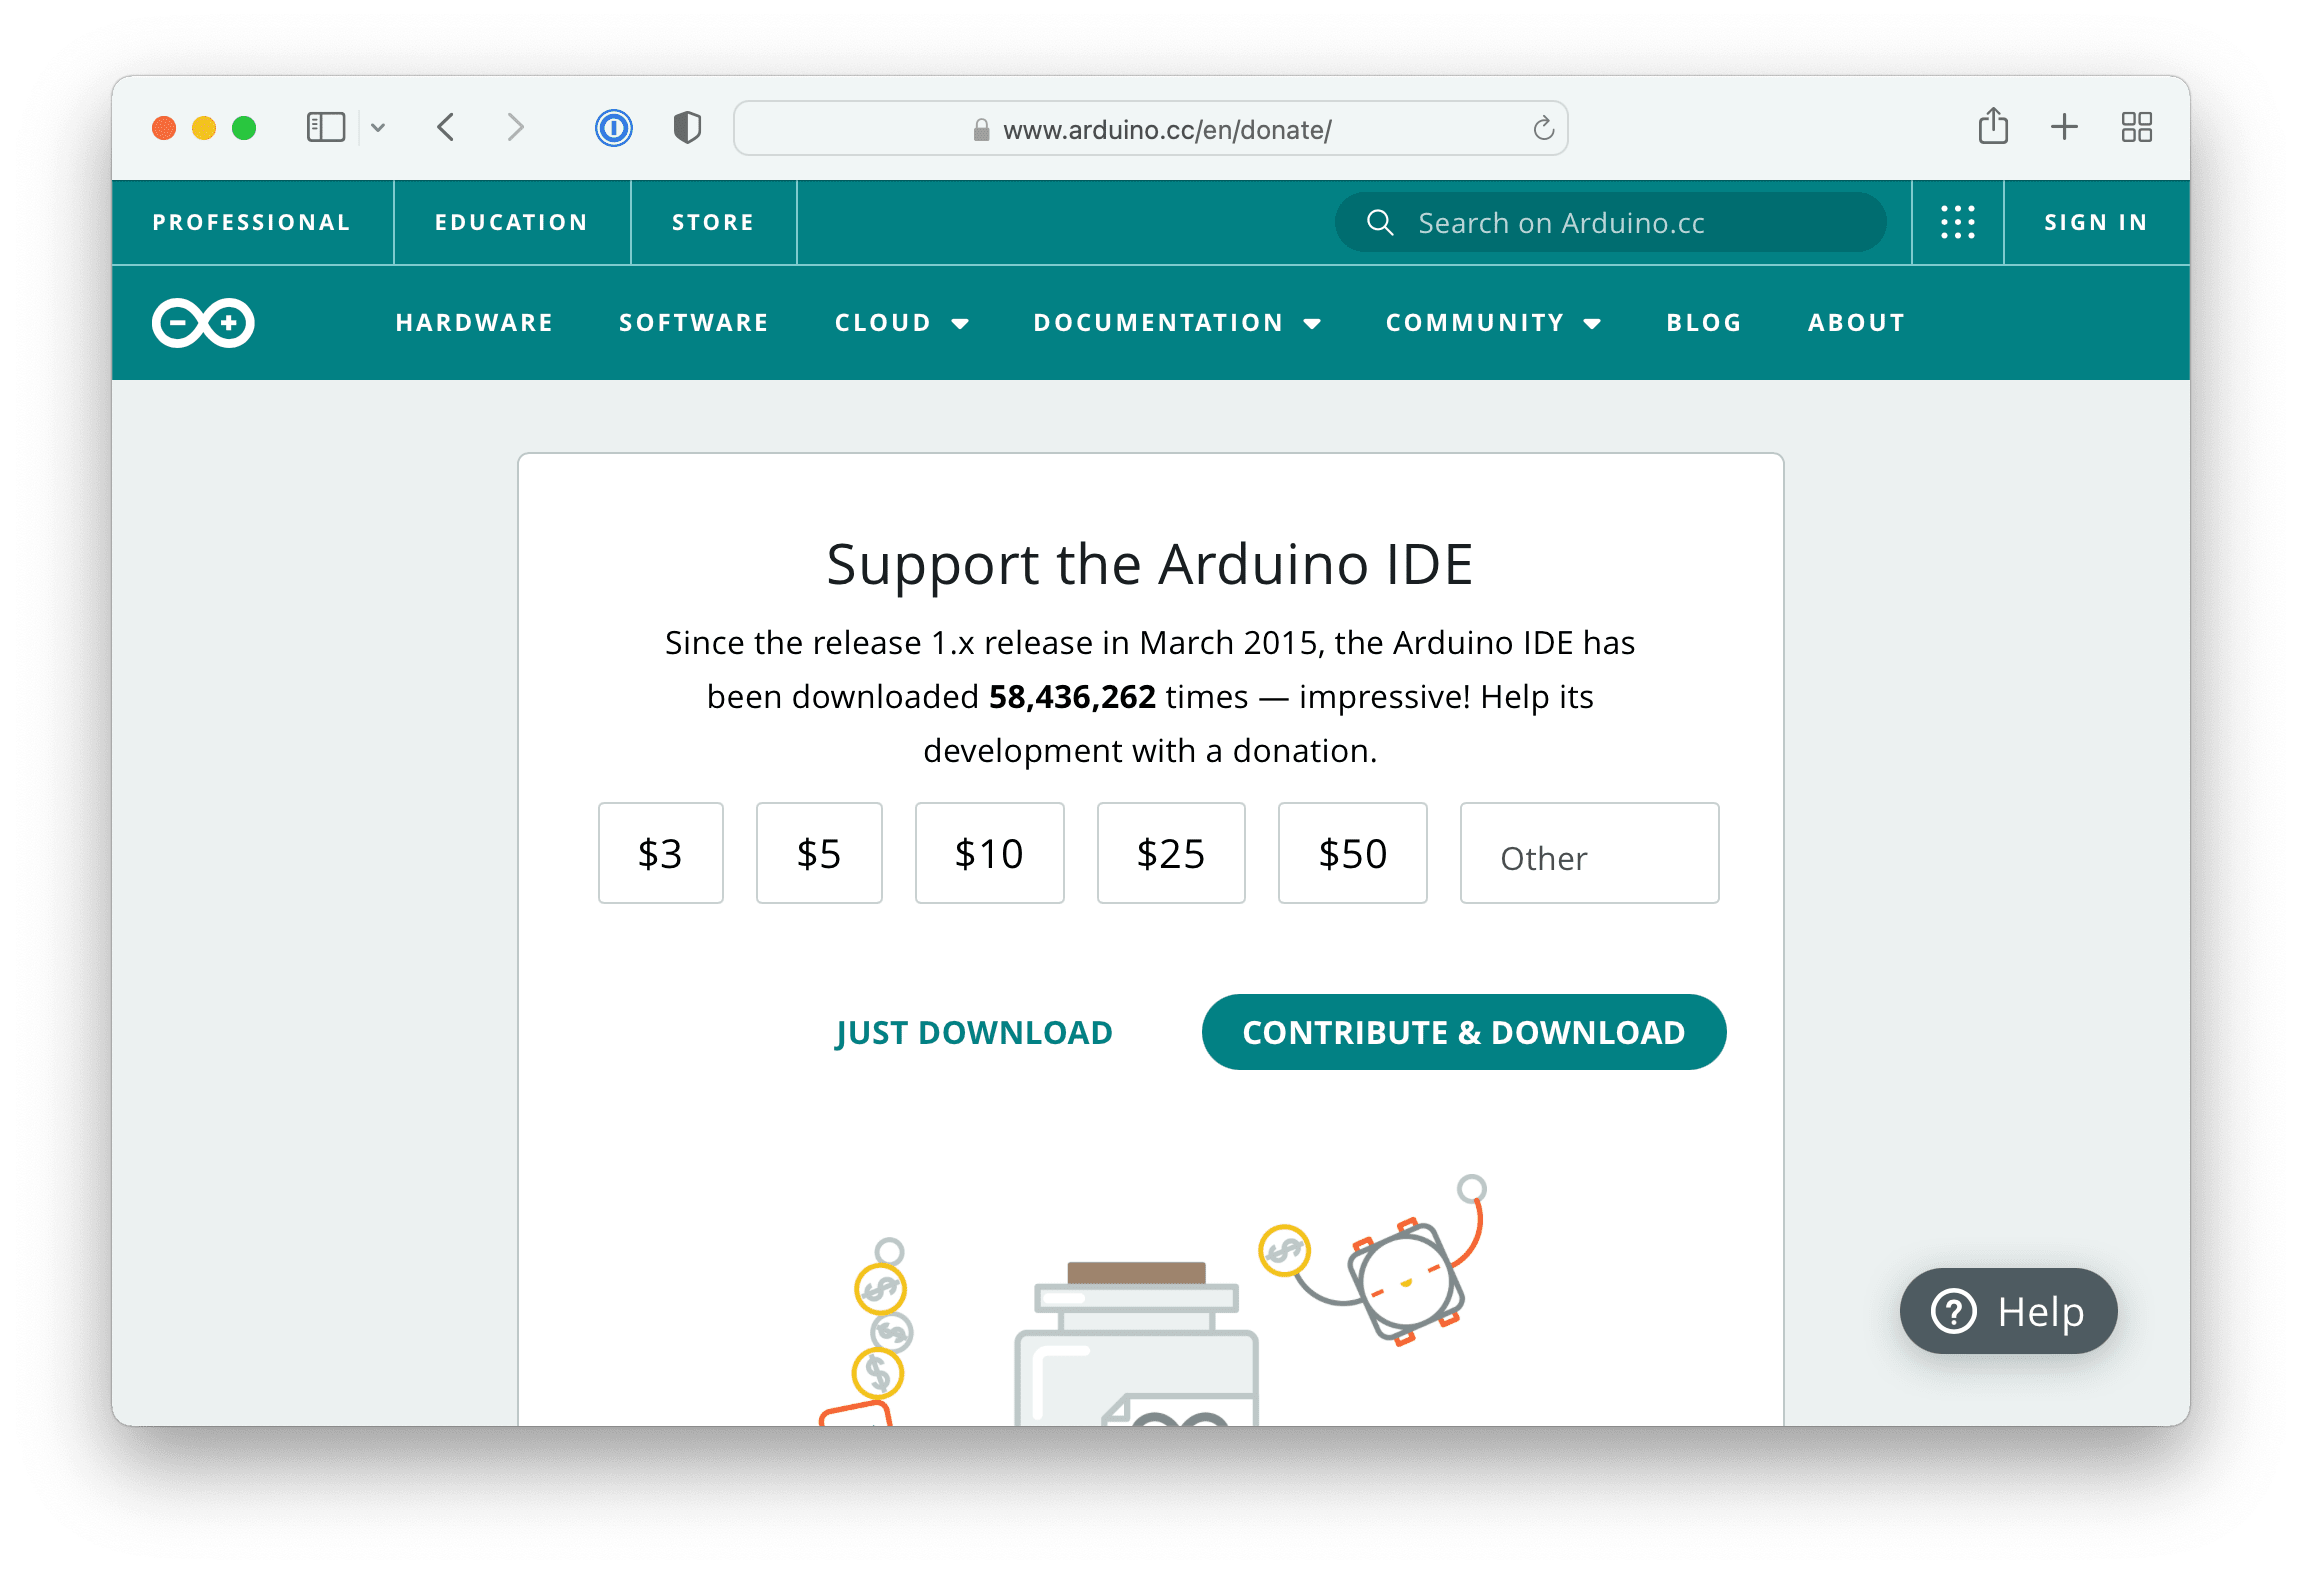 www.arduino.cc/en/donate/
PROFESSIONAL
EDUCATION
STORE
Search on Arduino.cc
SIGN IN
HARDWARE
SOFTWARE
CLOUD
DOCUMENTATION
COMMUNITY
BLOG
ABOUT
Support the Arduino IDE
Since the release 1.x release in March 2015, the Arduino IDE has
been downloaded 58,436,262 times — impressive! Help its
development with a donation.
$3
$5
$10
$25
$50
Other
JUST DOWNLOAD
CONTRIBUTE & DOWNLOAD
$
$
$
$
? Help